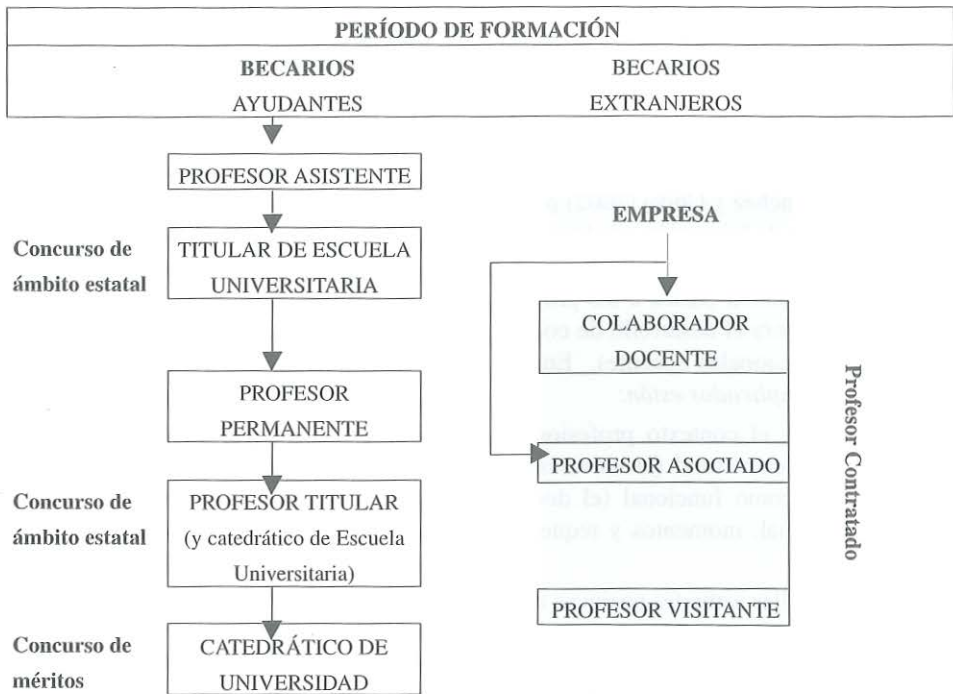 PERÍODO DE FORMACIÓN
BECARIOS
AYUDANTES
BECARIOS
EXTRANJEROS
PROFESOR ASISTENTE
Concurso de
ámbito estatal
TITULAR DE ESCUELA
UNIVERSITARIA
PROFESOR
PERMANENTE
Concurso de
ámbito estatal
PROFESOR TITULAR
(y catedrático de Escuela
Universitaria)
Concurso de
méritos
CATEDRÁTICO DE
UNIVERSIDAD
EMPRESA
COLABORADOR
DOCENTE
PROFESOR ASOCIADO
PROFESOR VISITANTE
Profesor Contratado